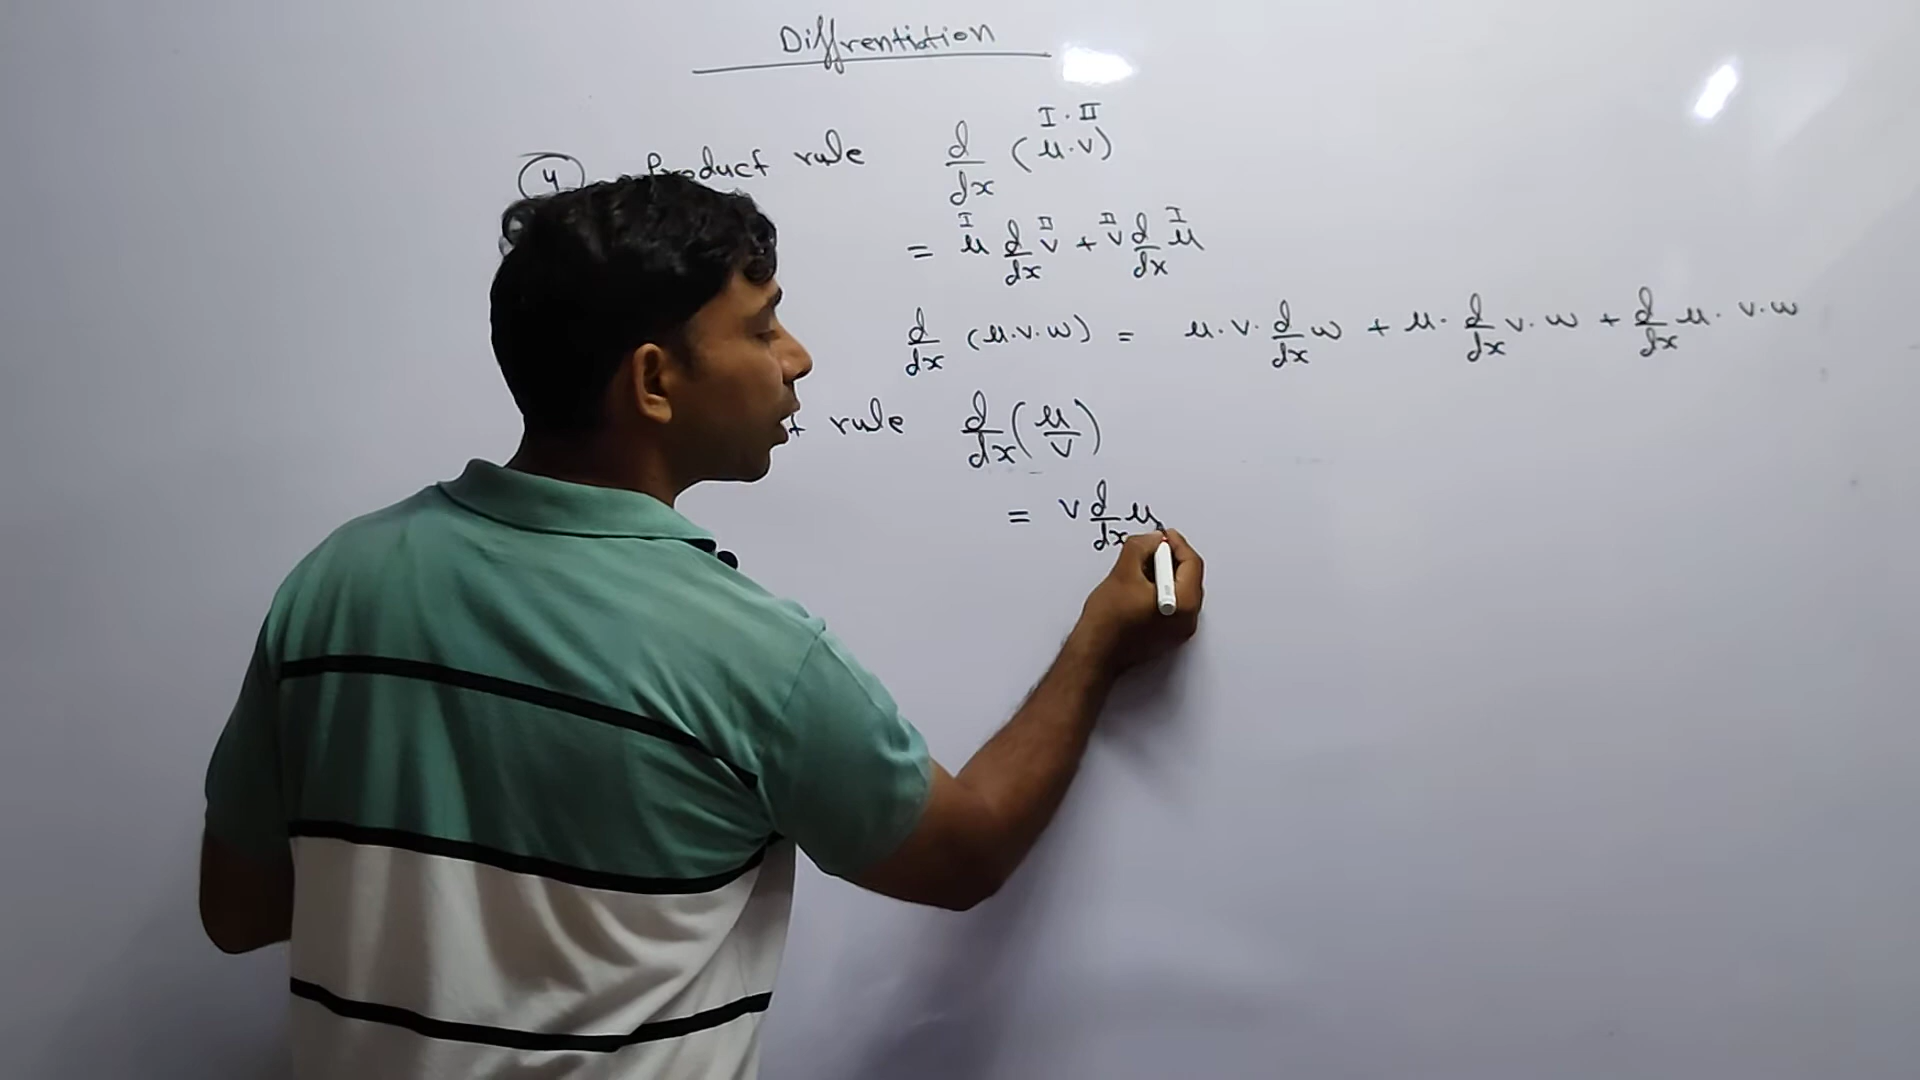 Diffrentiation
I · II
4 Product rule d/dx (u·v)
I II II I
= u d/dx v + v d/dx u
d/dx (u·v·w) = u·v· d/dx w + u· d/dx v·w + d/dx u· v·w
rule d/dx (u/v)
= v d/dx u